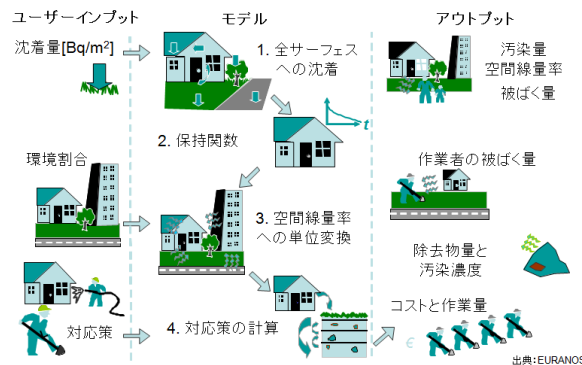 ユーザーインプット
モデル
アウトプット
沈着量[Bq/m²]
1. 全サーフェス
への沈着
汚染量
空間線量率
被ばく量
t
2. 保持関数
環境割合
作業者の被ばく量
3. 空間線量率
への単位変換
除去物量と
汚染濃度
対応策
4. 対応策の計算
コストと作業量
€
出典：EURANOS